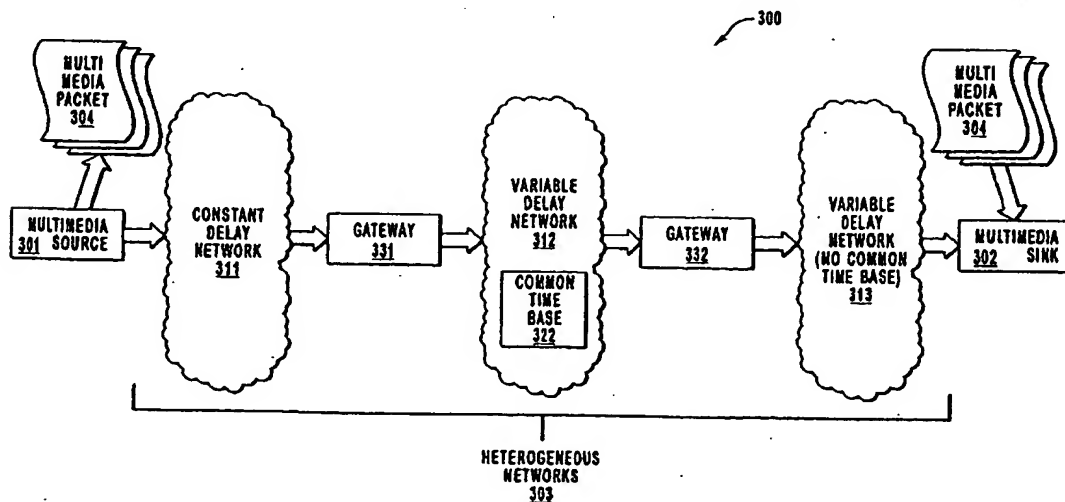 300
MULTI
MEDIA
PACKET
304
MULTIMEDIA
SOURCE
301
CONSTANT
DELAY
NETWORK
311
GATEWAY
331
VARIABLE
DELAY
NETWORK
312
COMMON
TIME
BASE
322
GATEWAY
332
VARIABLE
DELAY
NETWORK
(NO COMMON
TIME BASE)
313
MULTI
MEDIA
PACKET
304
MULTIMEDIA
SINK
302
HETEROGENEOUS
NETWORKS
303